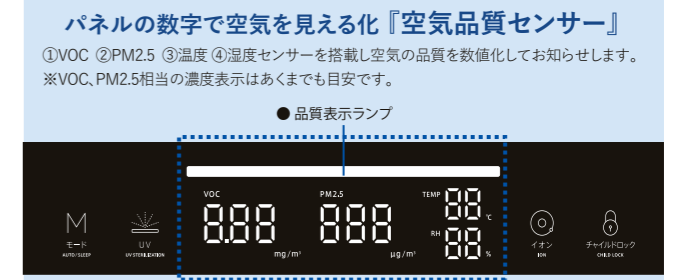 パネルの数字で空気を見える化『空気品質センサー』
①VOC ②PM2.5 ③温度 ④湿度センサーを搭載し空気の品質を数値化してお知らせします。
※VOC、PM2.5相当の濃度表示はあくまでも目安です。
● 品質表示ランプ
VOC
8.88
mg/m³
PM2.5
888
μg/m³
TEMP
88
℃
RH
88
%
M
モード
AUTO/SLEEP
UV
UV STERILIZATION
イオン
ION
チャイルドロック
CHILD LOCK